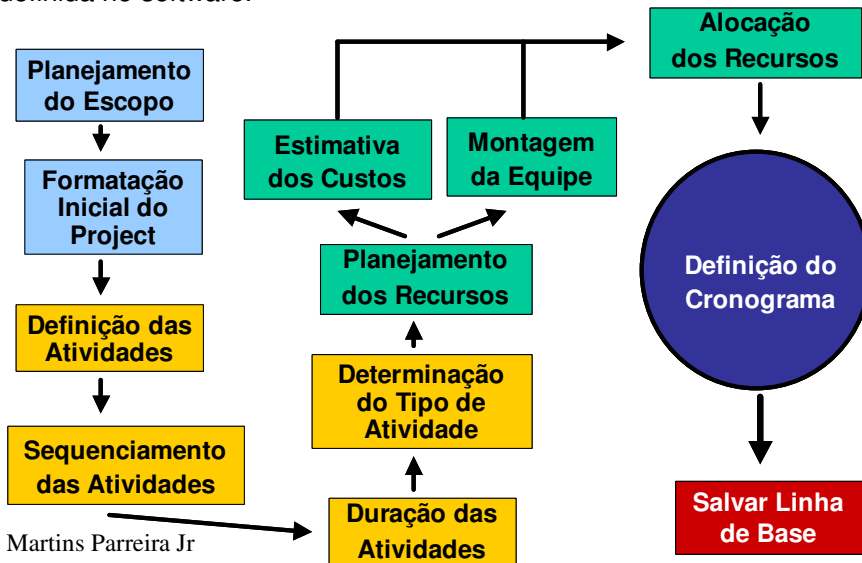 definida no software.
Planejamento
do Escopo
Formatação
Inicial do
Project
Definição das
Atividades
Sequenciamento
das Atividades
Duração das
Atividades
Determinação
do Tipo de
Atividade
Planejamento
dos Recursos
Estimativa
dos Custos
Montagem
da Equipe
Alocação
dos Recursos
Definição do
Cronograma
Salvar Linha
de Base
Martins Parreira Jr